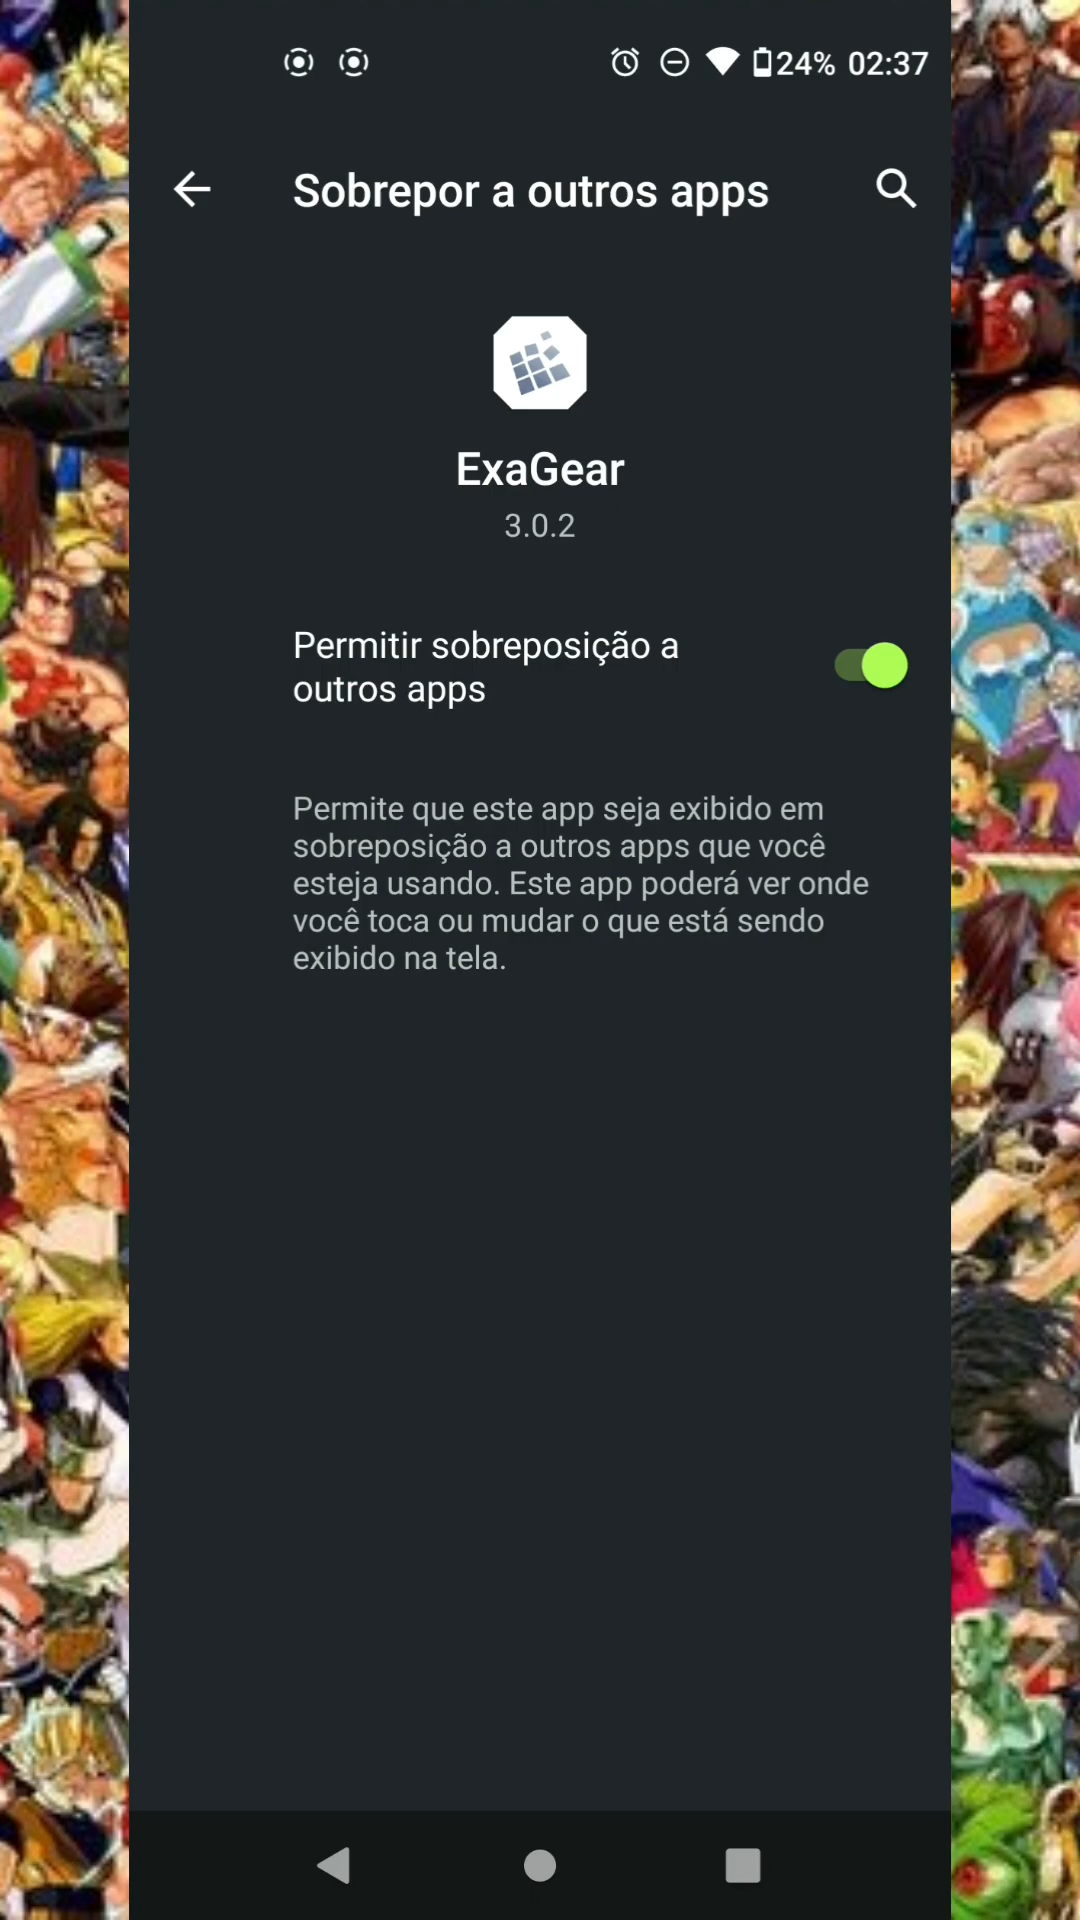 24% 02:37
Sobrepor a outros apps
ExaGear
3.0.2
Permitir sobreposição a
outros apps
Permite que este app seja exibido em
sobreposição a outros apps que você
esteja usando. Este app poderá ver onde
você toca ou mudar o que está sendo
exibido na tela.